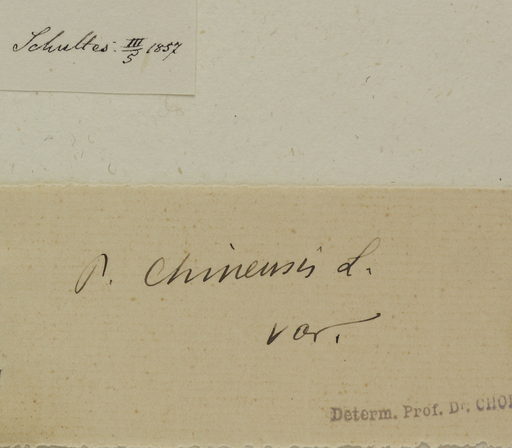 Schultes. III/5 1857
P. chinensis L.
var.
Determ. Prof. Dr. CHO